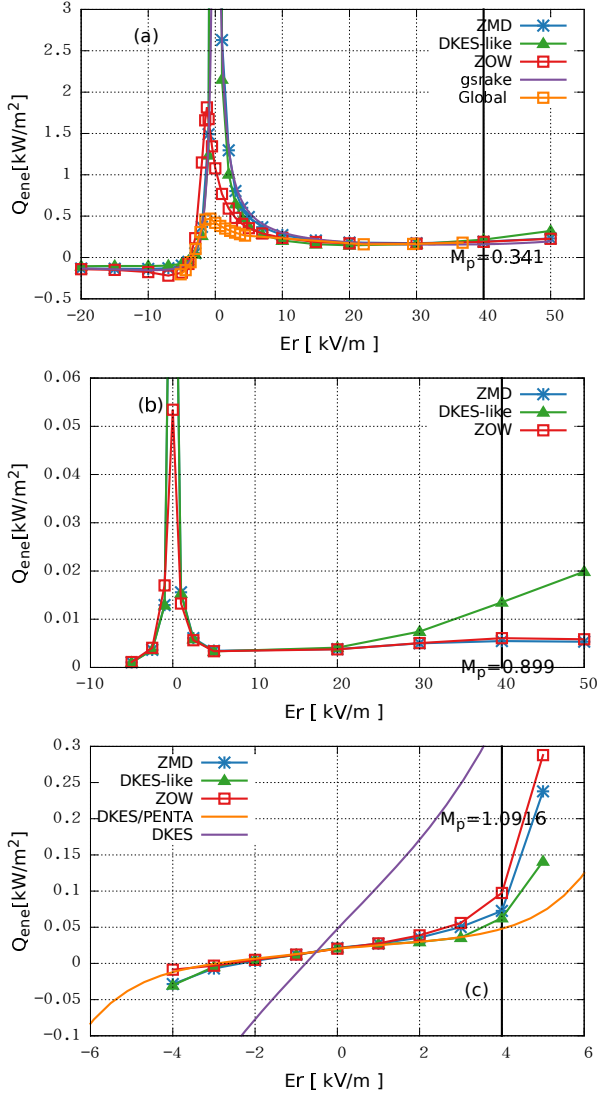 (a)
ZMD
DKES-like
ZOW
gsrake
Global
3
2.5
2
1.5
1
0.5
0
−0.5
Q_ene[kW/m^2]
M_p=0.341
−20 −10 0 10 20 30 40 50
Er [ kV/m ]
(b)
ZMD
DKES-like
ZOW
0.06
0.05
0.04
0.03
0.02
0.01
0
Q_ene[kW/m^2]
M_p=0.899
−10 0 10 20 30 40 50
Er [ kV/m ]
ZMD
DKES-like
ZOW
DKES/PENTA
DKES
0.3
0.25
0.2
0.15
0.1
0.05
0
−0.05
−0.1
Q_ene[kW/m^2]
M_p=1.0916
(c)
−6 −4 −2 0 2 4 6
Er [ kV/m ]